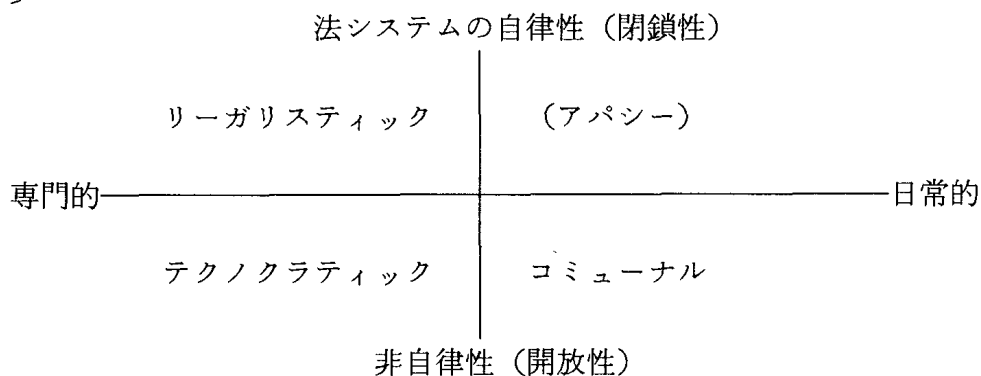 法システムの自律性（閉鎖性）
リーガリスティック （アパシー）
専門的 日常的
テクノクラティック コミューナル
非自律性（開放性）